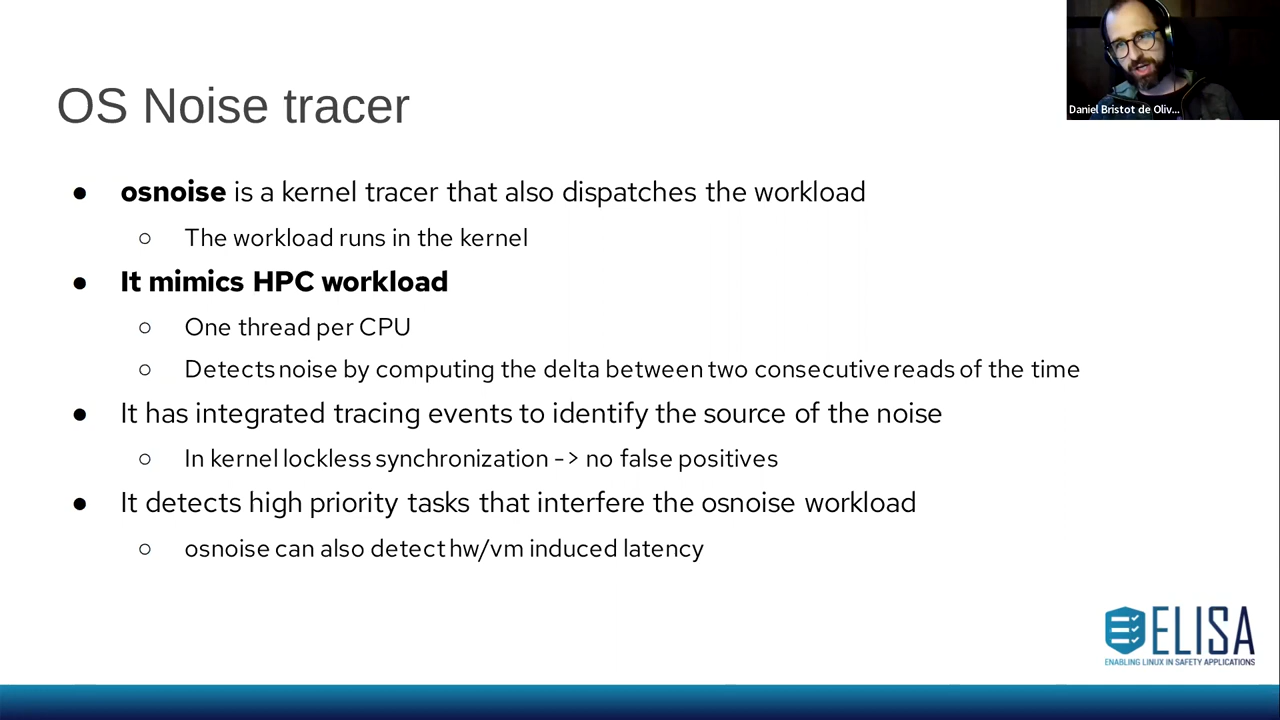 Daniel Bristot de Oliv...
OS Noise tracer
● osnoise is a kernel tracer that also dispatches the workload
○ The workload runs in the kernel
● It mimics HPC workload
○ One thread per CPU
○ Detects noise by computing the delta between two consecutive reads of the time
● It has integrated tracing events to identify the source of the noise
○ In kernel lockless synchronization -> no false positives
● It detects high priority tasks that interfere the osnoise workload
○ osnoise can also detect hw/vm induced latency
ELISA
ENABLING LINUX IN SAFETY APPLICATIONS